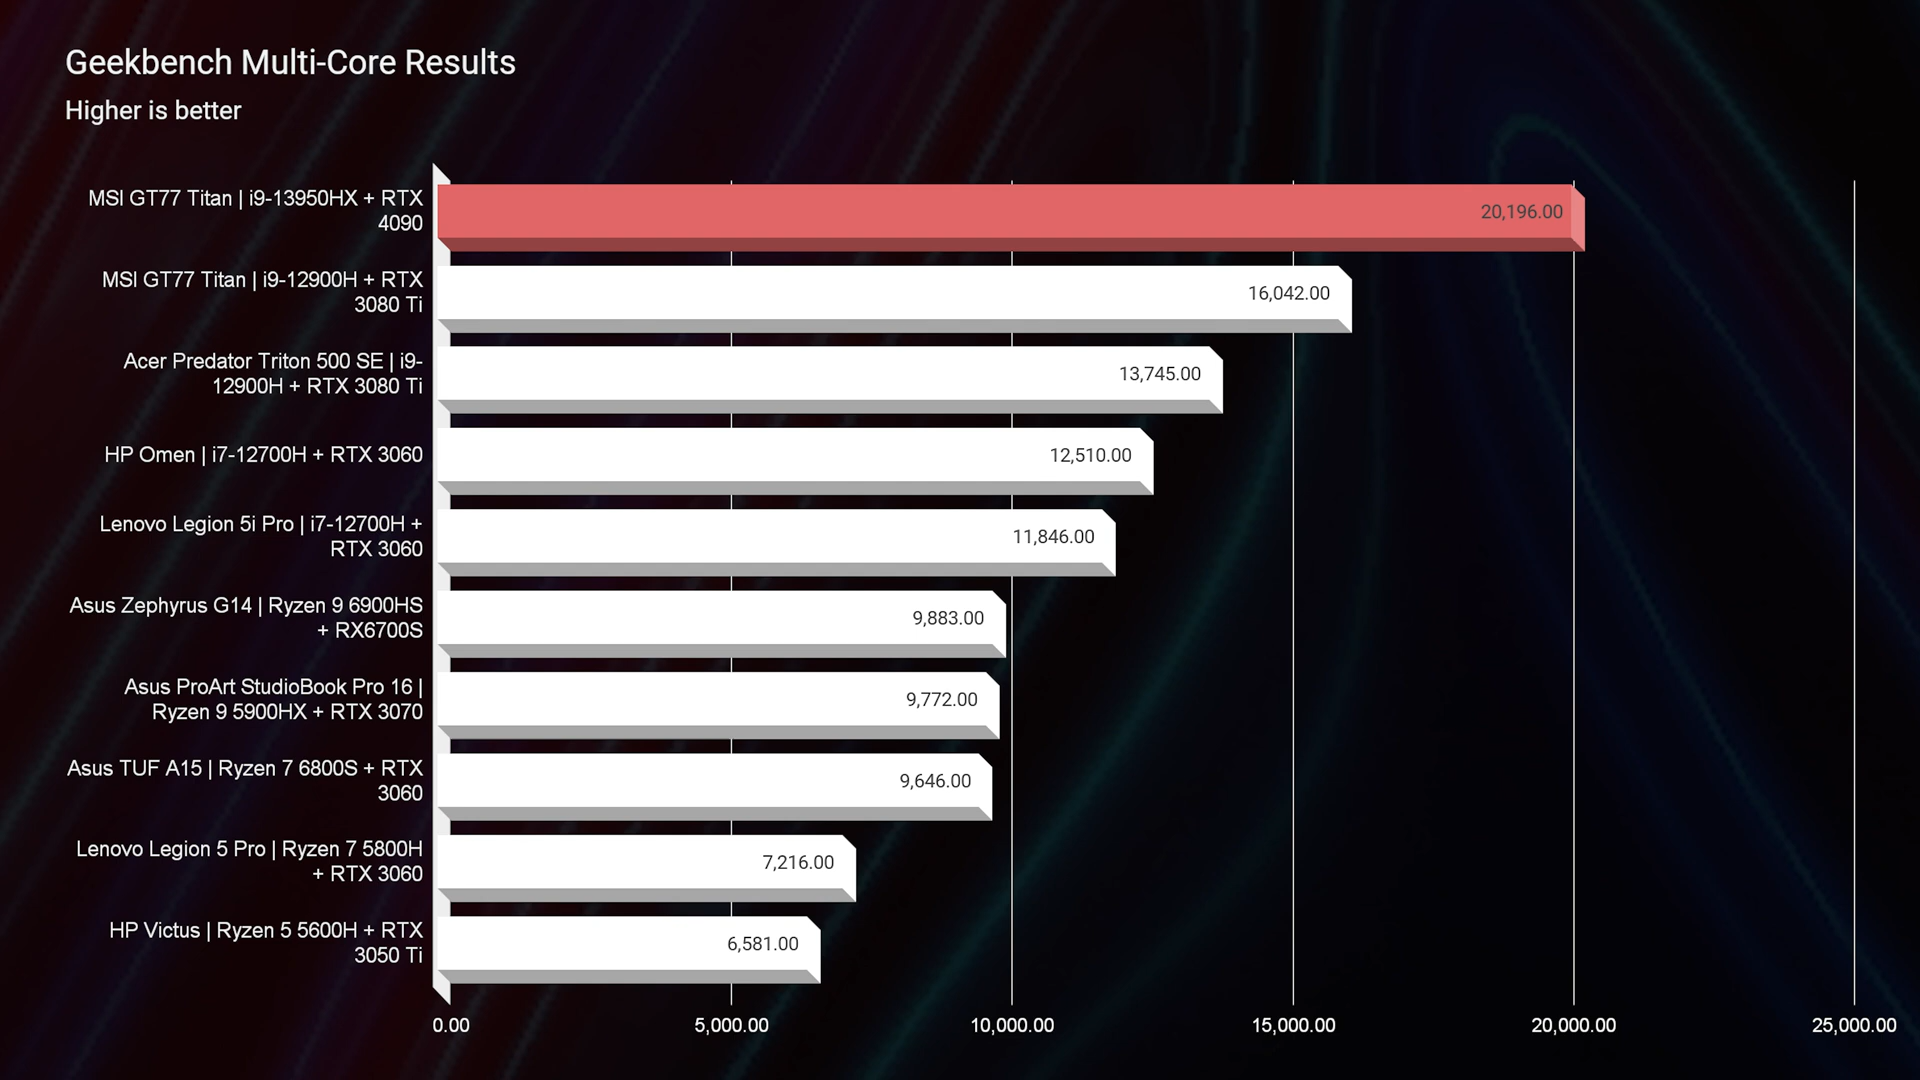 Geekbench Multi-Core Results
Higher is better
MSI GT77 Titan | i9-13950HX + RTX
4090
20,196.00
MSI GT77 Titan | i9-12900H + RTX
3080 Ti
16,042.00
Acer Predator Triton 500 SE | i9-
12900H + RTX 3080 Ti
13,745.00
HP Omen | i7-12700H + RTX 3060
12,510.00
Lenovo Legion 5i Pro | i7-12700H +
RTX 3060
11,846.00
Asus Zephyrus G14 | Ryzen 9 6900HS
+ RX6700S
9,883.00
Asus ProArt StudioBook Pro 16 |
Ryzen 9 5900HX + RTX 3070
9,772.00
Asus TUF A15 | Ryzen 7 6800S + RTX
3060
9,646.00
Lenovo Legion 5 Pro | Ryzen 7 5800H
+ RTX 3060
7,216.00
HP Victus | Ryzen 5 5600H + RTX
3050 Ti
6,581.00
0.00 5,000.00 10,000.00 15,000.00 20,000.00 25,000.00